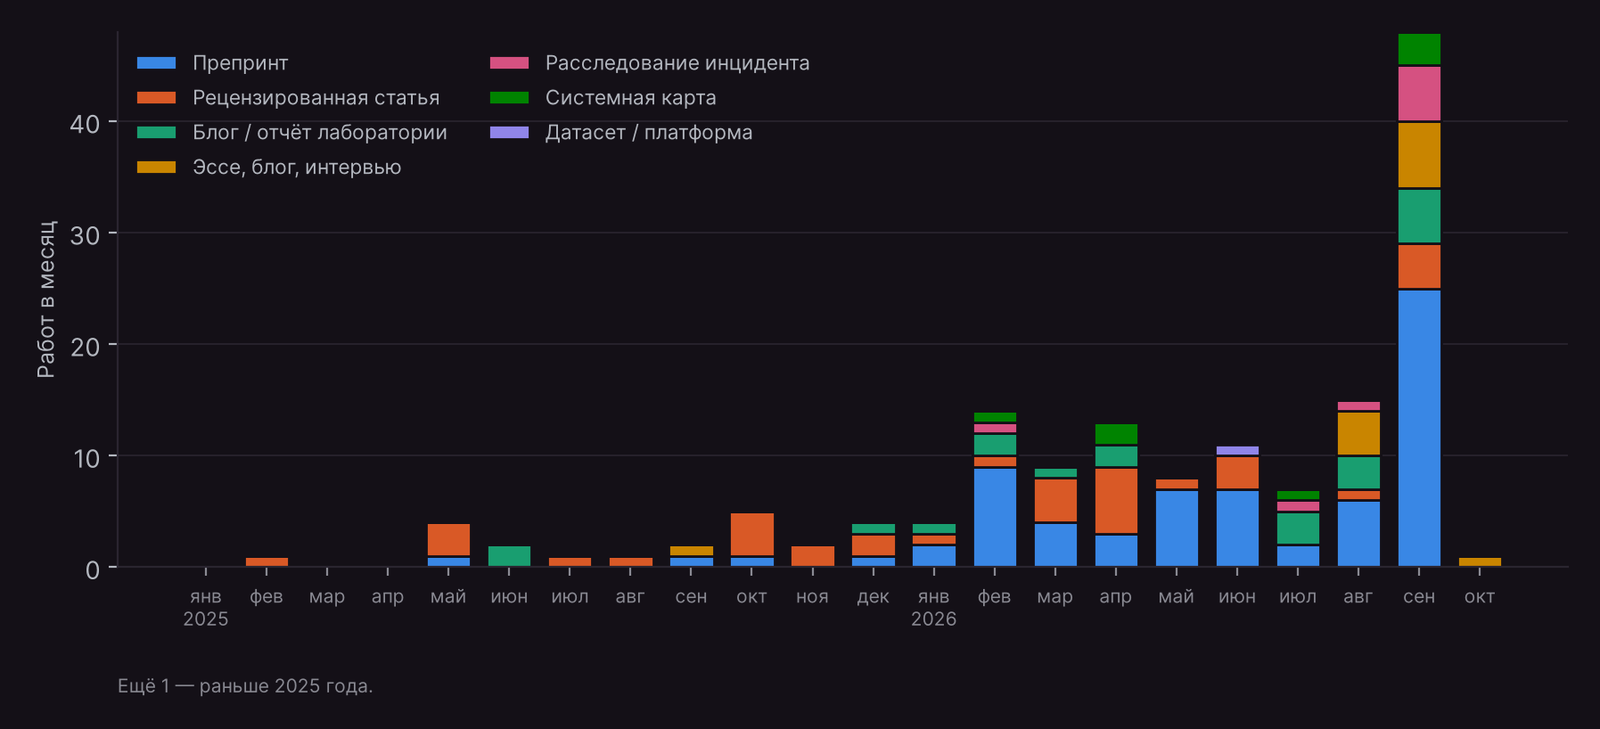 Препринт
Рецензированная статья
Блог / отчёт лаборатории
Эссе, блог, интервью
Расследование инцидента
Системная карта
Датасет / платформа
Работ в месяц
40
30
20
10
0
янв фев мар апр май июн июл авг сен окт ноя дек янв фев мар апр май июн июл авг сен окт
2025 2026
Ещё 1 — раньше 2025 года.